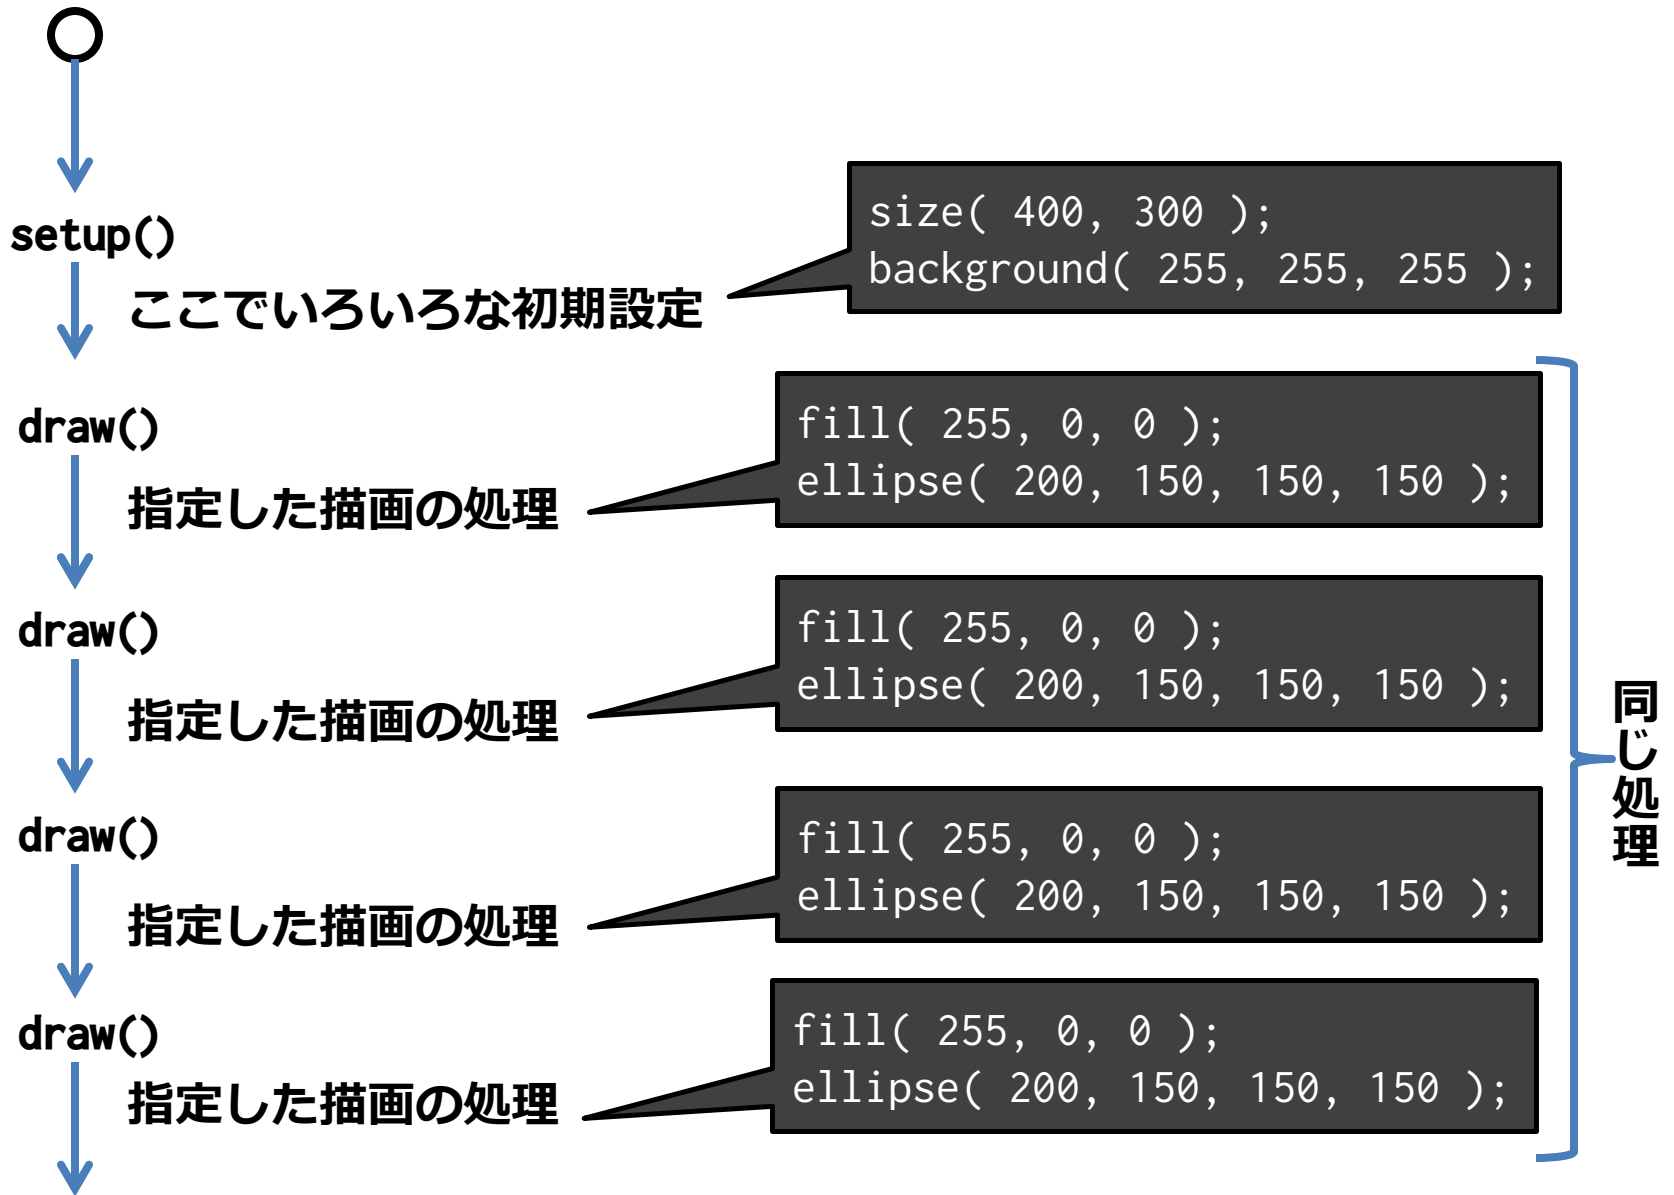 setup()
ここでいろいろな初期設定
size( 400, 300 );
background( 255, 255, 255 );
draw()
指定した描画の処理
fill( 255, 0, 0 );
ellipse( 200, 150, 150, 150 );
draw()
指定した描画の処理
fill( 255, 0, 0 );
ellipse( 200, 150, 150, 150 );
draw()
指定した描画の処理
fill( 255, 0, 0 );
ellipse( 200, 150, 150, 150 );
draw()
指定した描画の処理
fill( 255, 0, 0 );
ellipse( 200, 150, 150, 150 );
同じ処理